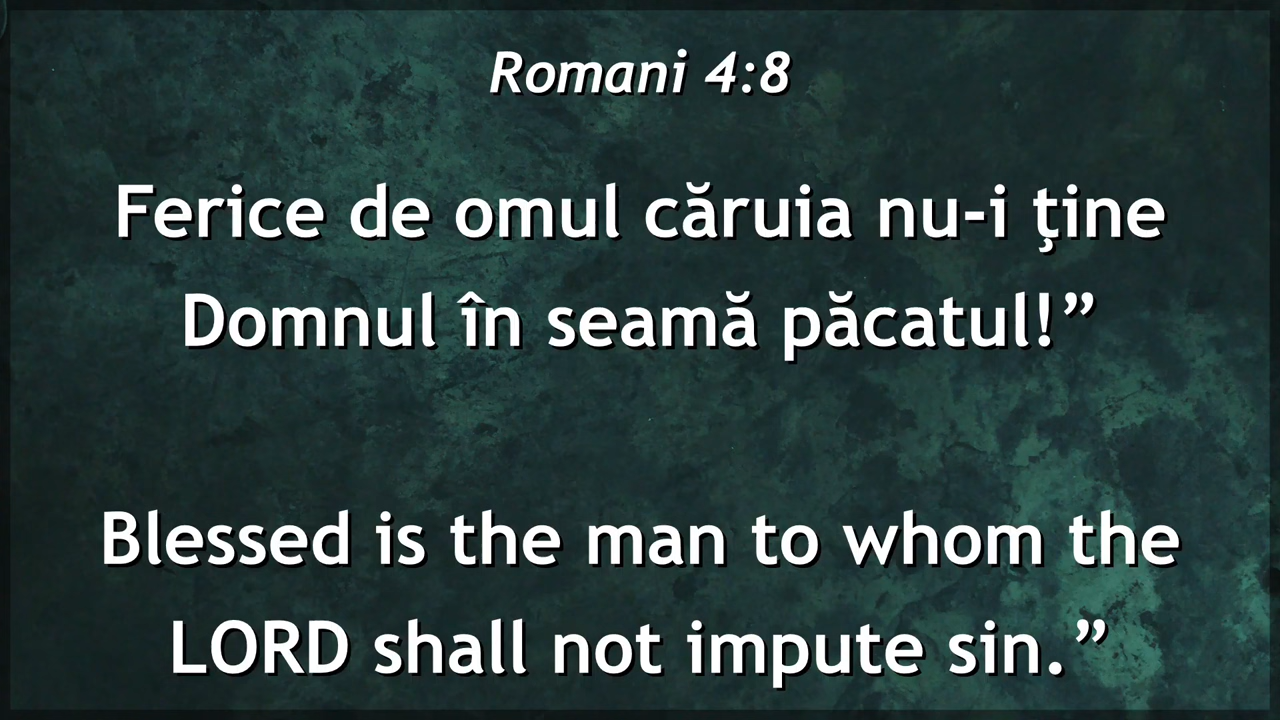 Romani 4:8
Ferice de omul căruia nu-i ţine
Domnul în seamă păcatul!”
Blessed is the man to whom the
LORD shall not impute sin.”